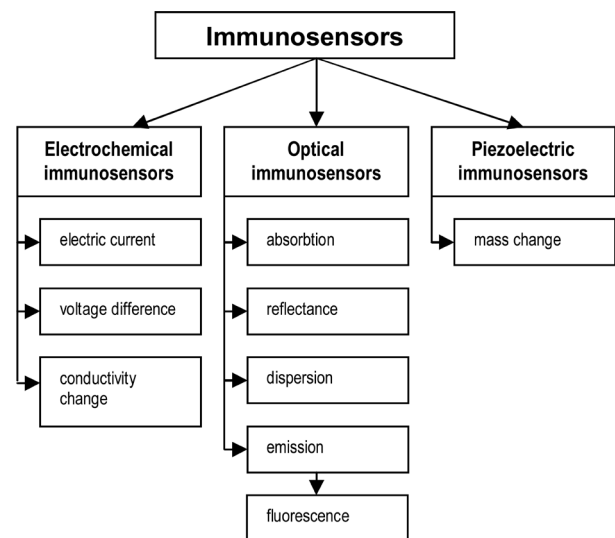 Immunosensors
Electrochemical
immunosensors
electric current
voltage difference
conductivity
change
Optical
immunosensors
absorbtion
reflectance
dispersion
emission
fluorescence
Piezoelectric
immunosensors
mass change